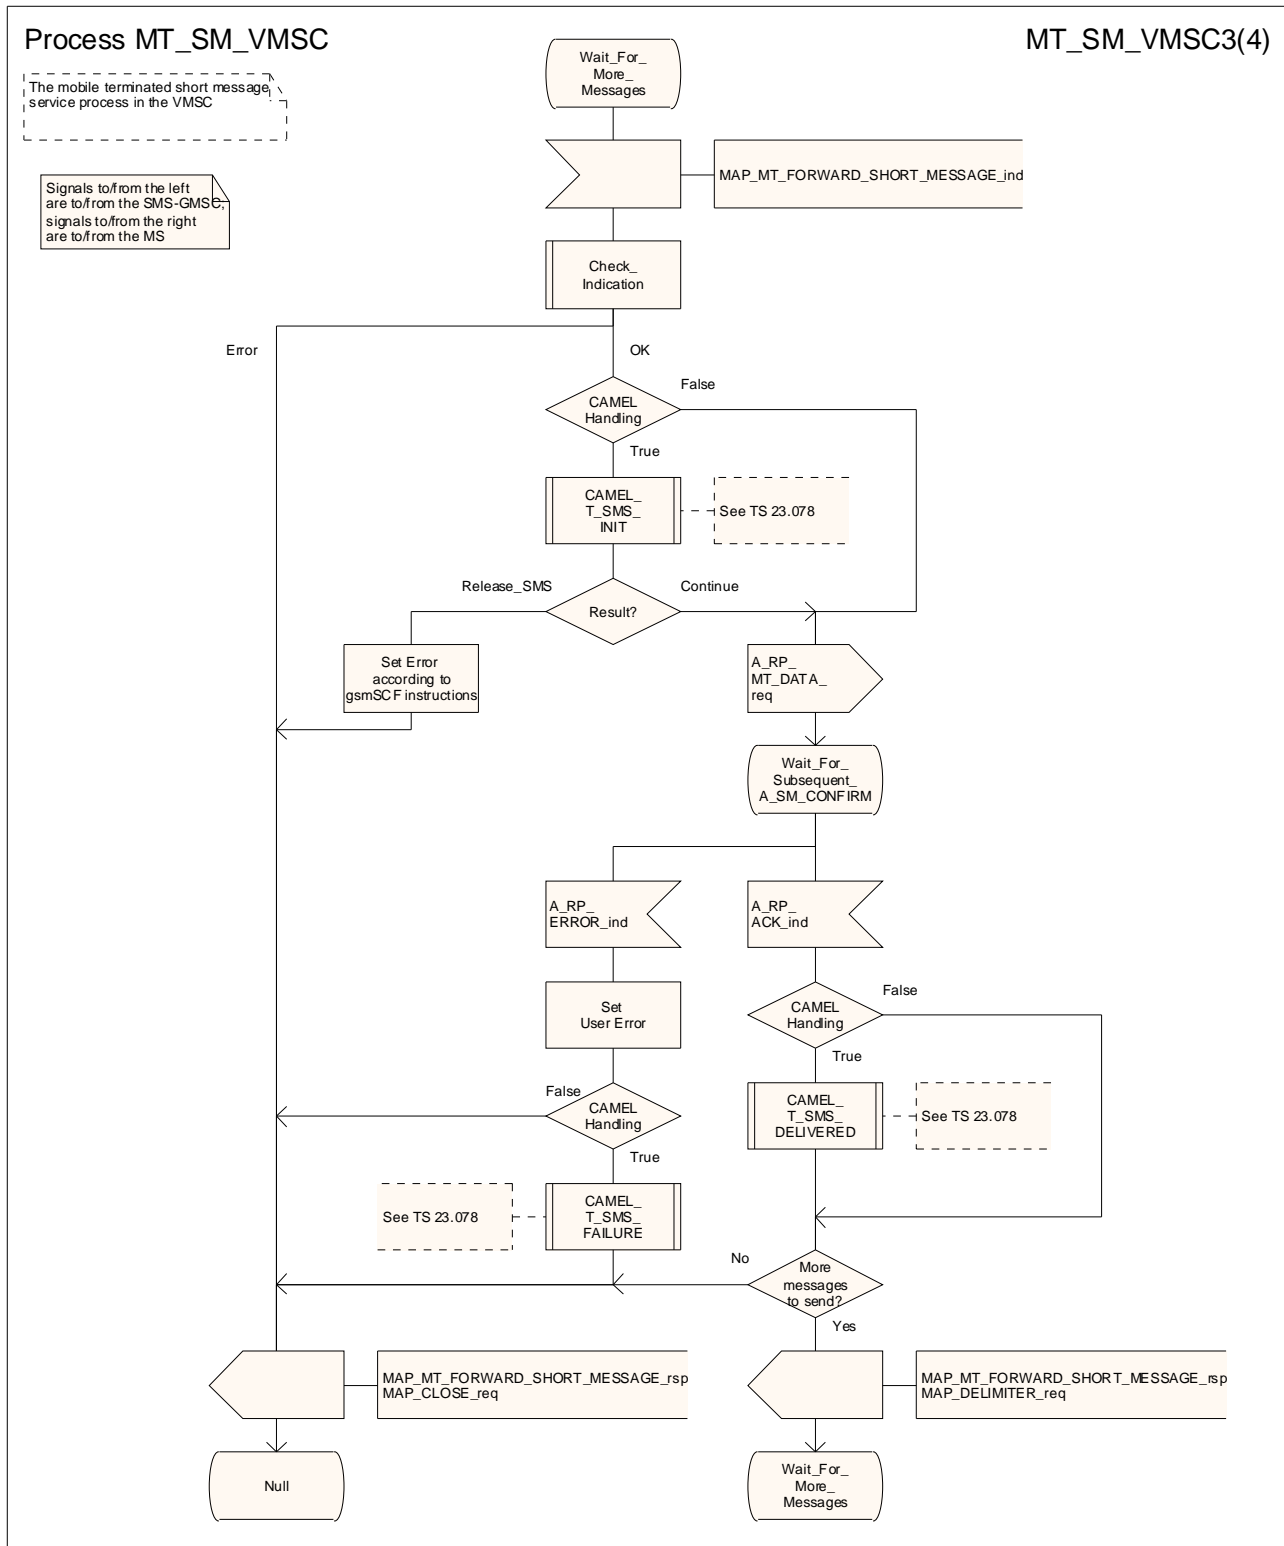 Process MT_SM_VMSC
MT_SM_VMSC3(4)
The mobile terminated short message
service process in the VMSC
Signals to/from the left
are to/from the SMS-GMSC,
signals to/from the right
are to/from the MS
Wait_For_
More_
Messages
MAP_MT_FORWARD_SHORT_MESSAGE_ind
Check_
Indication
Error
OK
CAMEL
Handling
False
True
CAMEL_
T_SMS_
INIT
See TS 23.078
Release_SMS
Result?
Continue
Set Error
according to
gsmSCF instructions
A_RP_
MT_DATA_
req
Wait_For_
Subsequent_
A_SM_CONFIRM
A_RP_
ERROR_ind
A_RP_
ACK_ind
Set
User Error
CAMEL
Handling
False
True
False
CAMEL
Handling
True
CAMEL_
T_SMS_
DELIVERED
See TS 23.078
See TS 23.078
CAMEL_
T_SMS_
FAILURE
No
More
messages
to send?
Yes
MAP_MT_FORWARD_SHORT_MESSAGE_rsp
MAP_CLOSE_req
MAP_MT_FORWARD_SHORT_MESSAGE_rsp
MAP_DELIMITER_req
Null
Wait_For_
More_
Messages